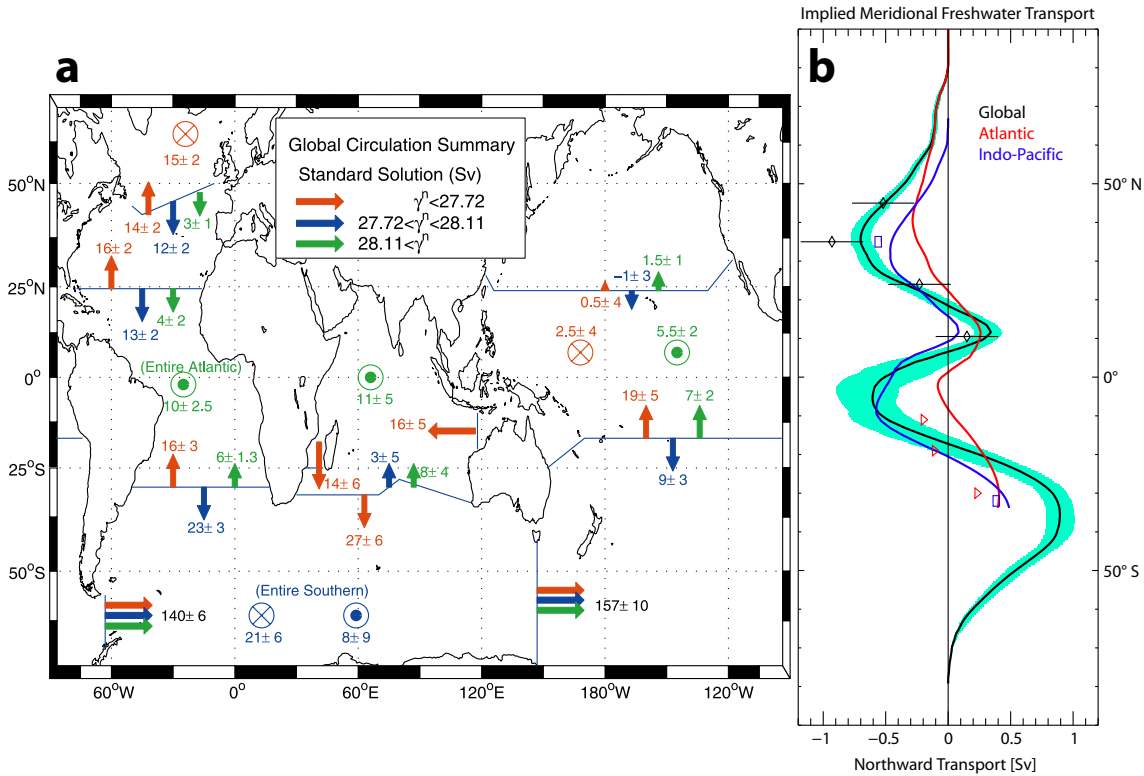 Implied Meridional Freshwater Transport
a
b
15± 2
Global Circulation Summary
Standard Solution (Sv)
γⁿ<27.72
27.72<γⁿ<28.11
28.11<γⁿ
Global
Atlantic
Indo-Pacific
50°N
50°N
14± 2
12± 2
3± 1
16± 2
1.5± 1
−1± 3
25°N
0.5± 4
13± 2
4± 2
2.5± 4
5.5± 2
(Entire Atlantic)
0°
0°
10± 2.5
11± 5
19± 5
7± 2
16± 5
16± 3
6± 1.3
3± 5
25°S
14± 6
8± 4
9± 3
23± 3
27± 6
50°S
50°S
(Entire Southern)
140± 6
157± 10
21± 6
8± 9
60°W
0°
60°E
120°E
180°W
120°W
−1
−0.5
0
0.5
1
Northward Transport [Sv]